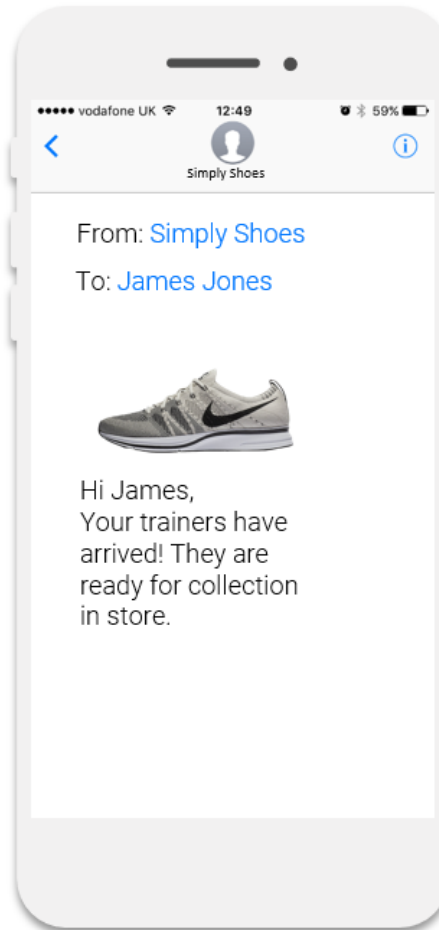 vodafone UK 12:49 59%
Simply Shoes
From: Simply Shoes
To: James Jones
Hi James,
Your trainers have
arrived! They are
ready for collection
in store.